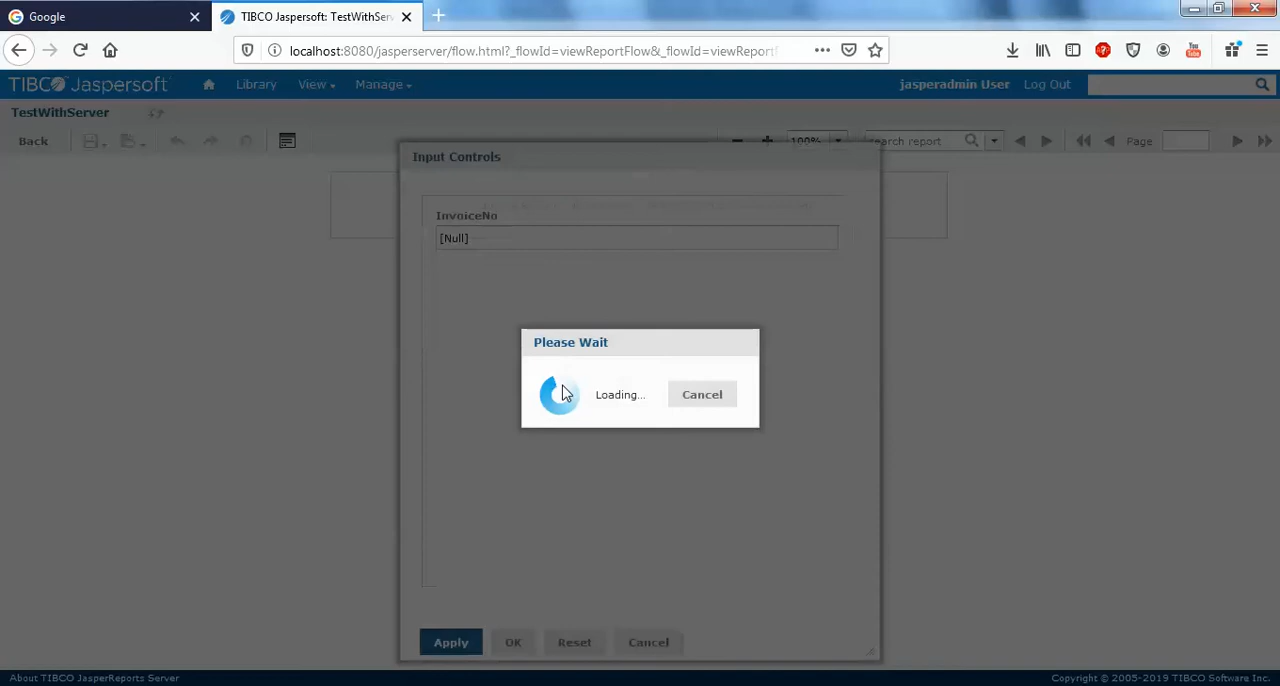 Google
TIBCO Jaspersoft: TestWithServ
localhost:8080/jasperserver/flow.html?_flowId=viewReportFlow&_flowId=viewReportF
TIBCO Jaspersoft
Library
View
Manage
jasperadmin User
Log Out
TestWithServer
Back
100%
search report
Page
Input Controls
InvoiceNo
[Null]
Please Wait
Loading...
Cancel
Apply
OK
Reset
Cancel
About TIBCO JasperReports Server
Copyright © 2005-2019 TIBCO Software Inc.